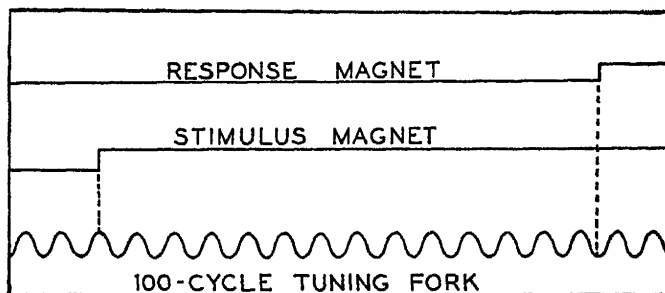 RESPONSE MAGNET
STIMULUS MAGNET
100-CYCLE TUNING FORK